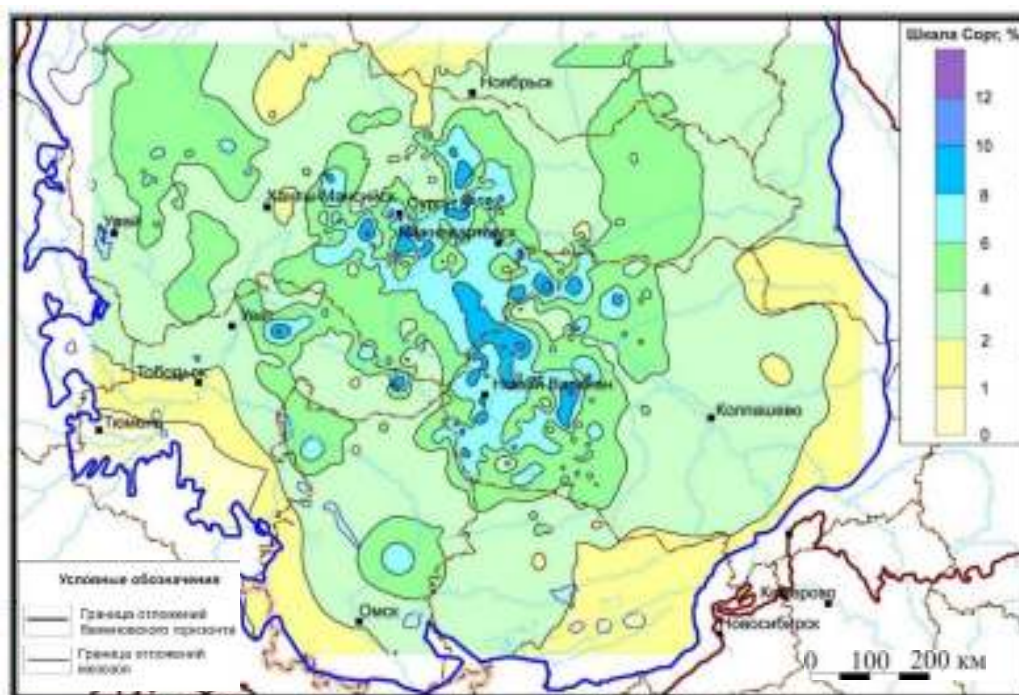 Шкала Сорг, %
12
10
8
6
4
2
1
0
Ноябрьск
Ханты-Мансийск
Сургут
Нижневартовск
Урай
Уват
Тобольск
Тюмень
Новый Васюган
Колпашево
Омск
Кемерово
Новосибирск
Условные обозначения
Граница отложений
баженовского горизонта
Граница отложений
мезозоя
0 100 200 км